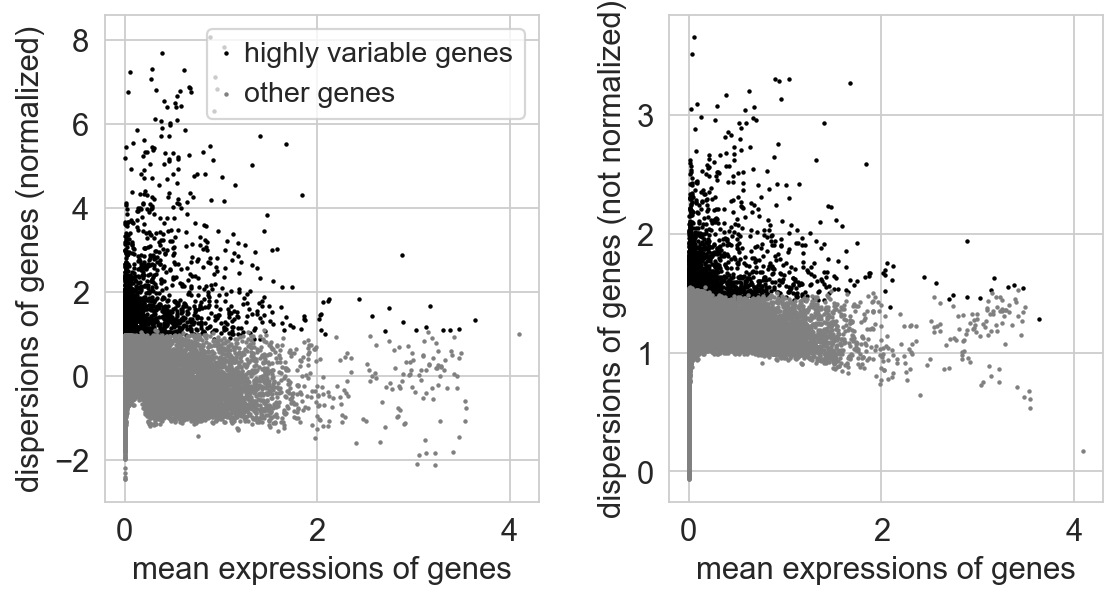 dispersions of genes (normalized)
8
6
4
2
0
−2
0
2
4
mean expressions of genes
highly variable genes
other genes
dispersions of genes (not normalized)
3
2
1
0
0
2
4
mean expressions of genes